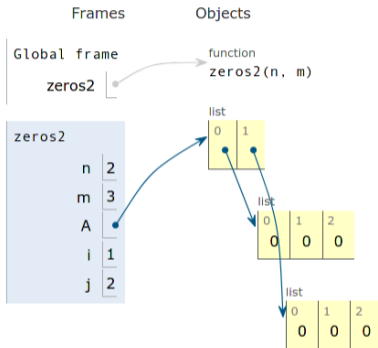 Frames Objects
Global frame
function
zeros2(n, m)
zeros2
list
0 1
zeros2
n 2
m 3
A
i 1
j 2
list
0 1 2
0 0 0
list
0 1 2
0 0 0